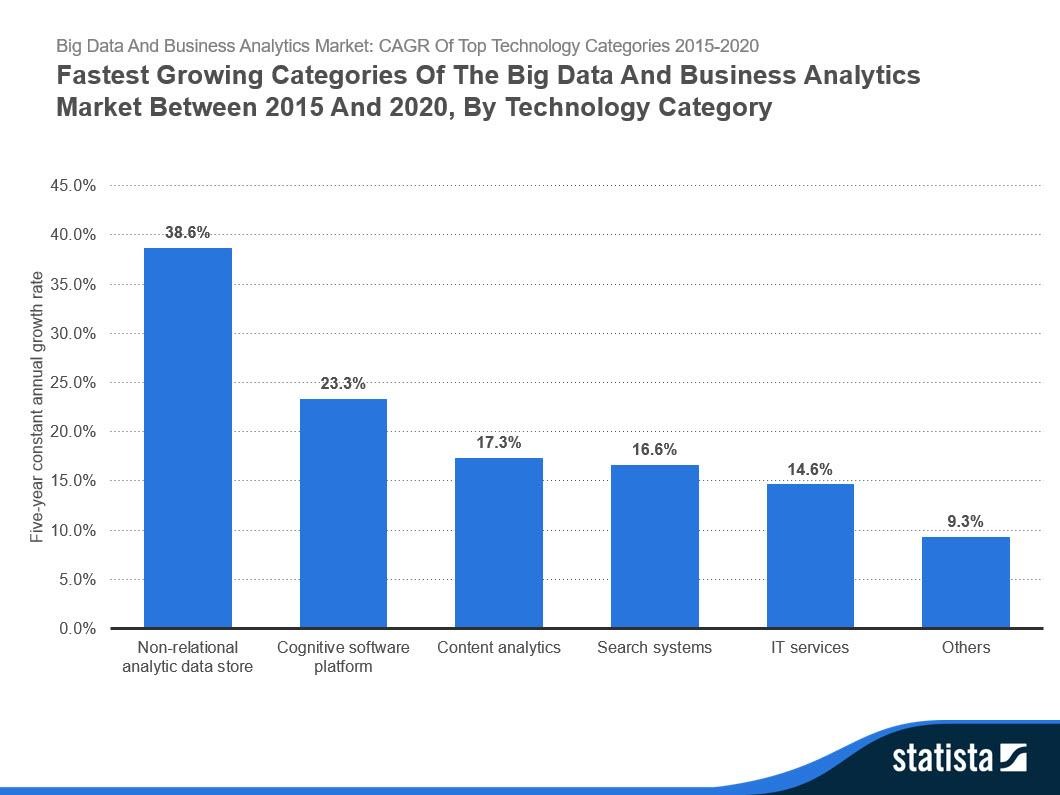 Big Data And Business Analytics Market: CAGR Of Top Technology Categories 2015-2020
Fastest Growing Categories Of The Big Data And Business Analytics
Market Between 2015 And 2020, By Technology Category
Five-year constant annual growth rate
45.0%
40.0%
35.0%
30.0%
25.0%
20.0%
15.0%
10.0%
5.0%
0.0%
38.6%
23.3%
17.3%
16.6%
14.6%
9.3%
Non-relational
analytic data store
Cognitive software
platform
Content analytics
Search systems
IT services
Others
statista